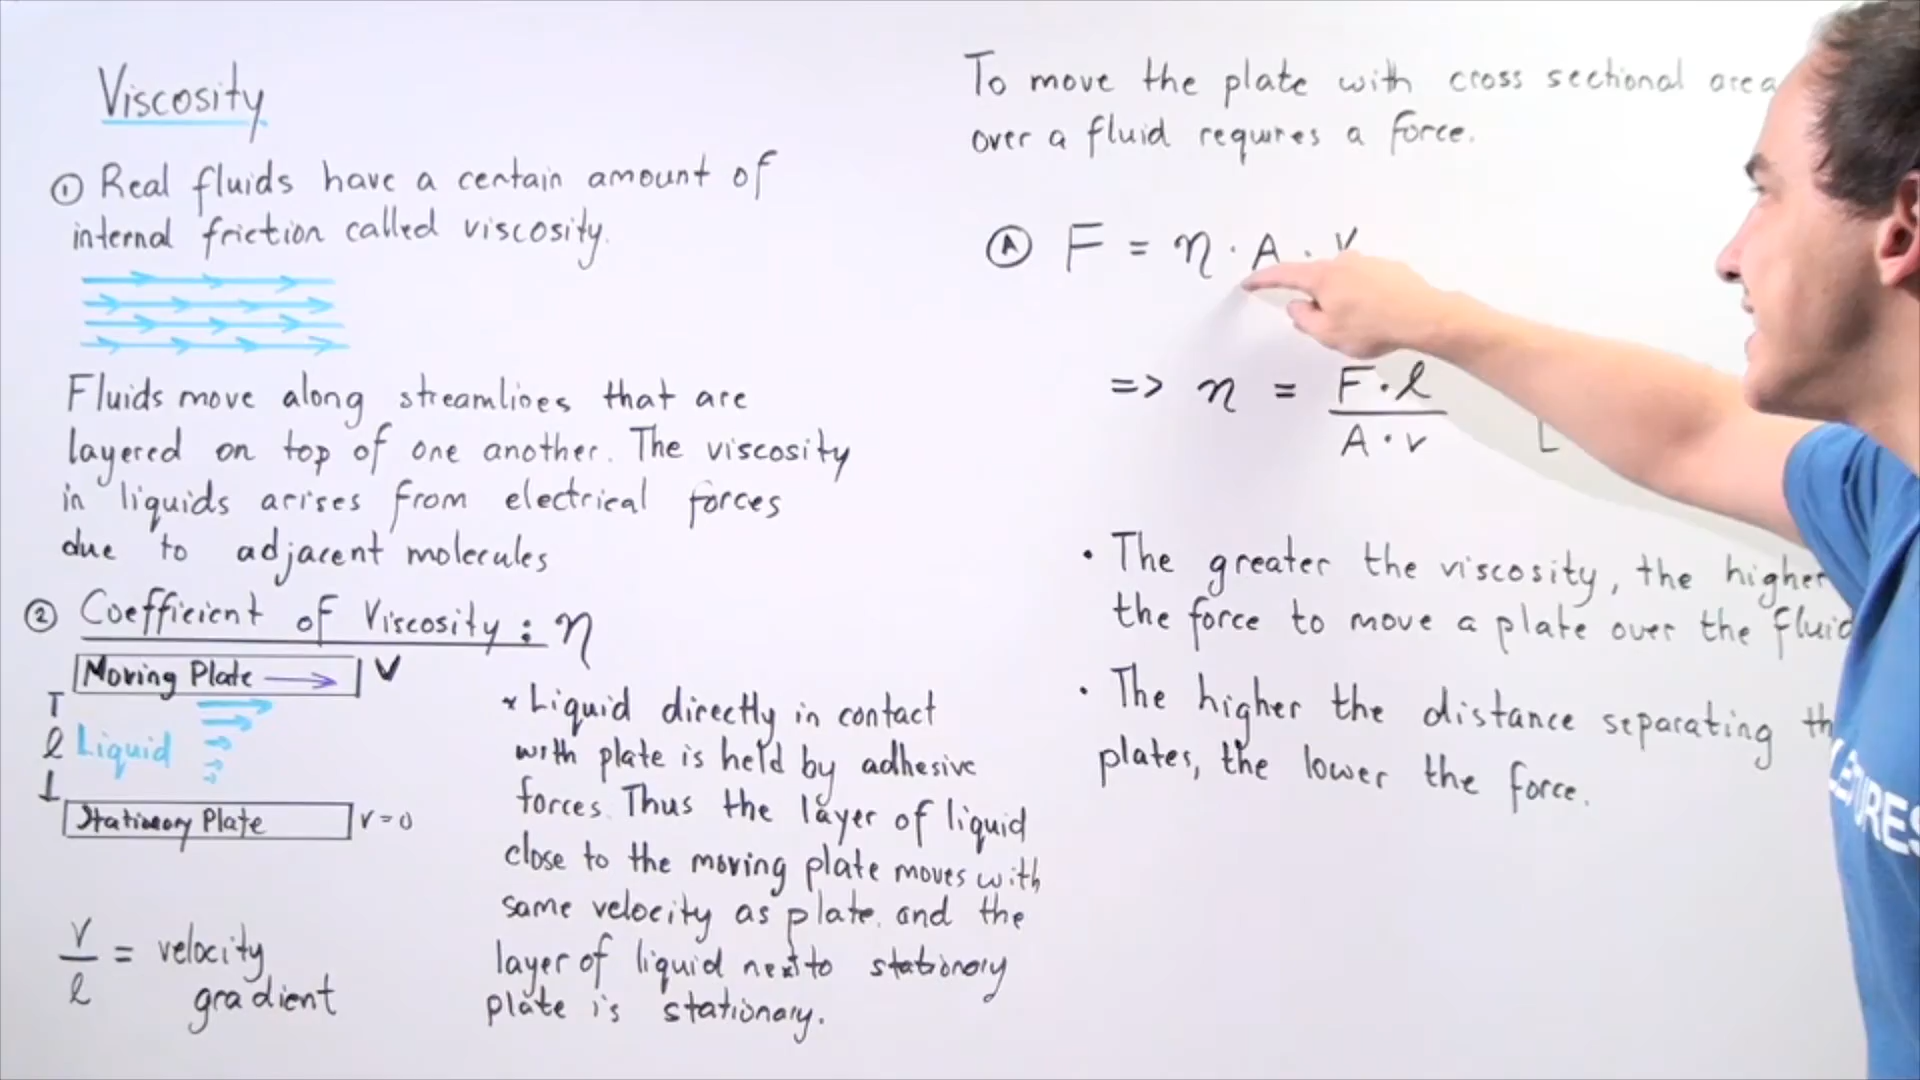 Viscosity
① Real fluids have a certain amount of
internal friction called viscosity.
Fluids move along streamlines that are
layered on top of one another. The viscosity
in liquids arises from electrical forces
due to adjacent molecules
② Coefficient of Viscosity : η
Moving Plate → V
l Liquid
Stationary Plate v=0
v/l = velocity
gradient
* Liquid directly in contact
with plate is held by adhesive
forces. Thus the layer of liquid
close to the moving plate moves with
same velocity as plate. and the
layer of liquid next to stationary
plate is stationary.
To move the plate with cross sectional area
over a fluid requires a force.
Ⓐ F = η · A · v
=> η = F·l / A·v [
• The greater the viscosity, the higher
the force to move a plate over the fluid
• The higher the distance separating th
plates, the lower the force.